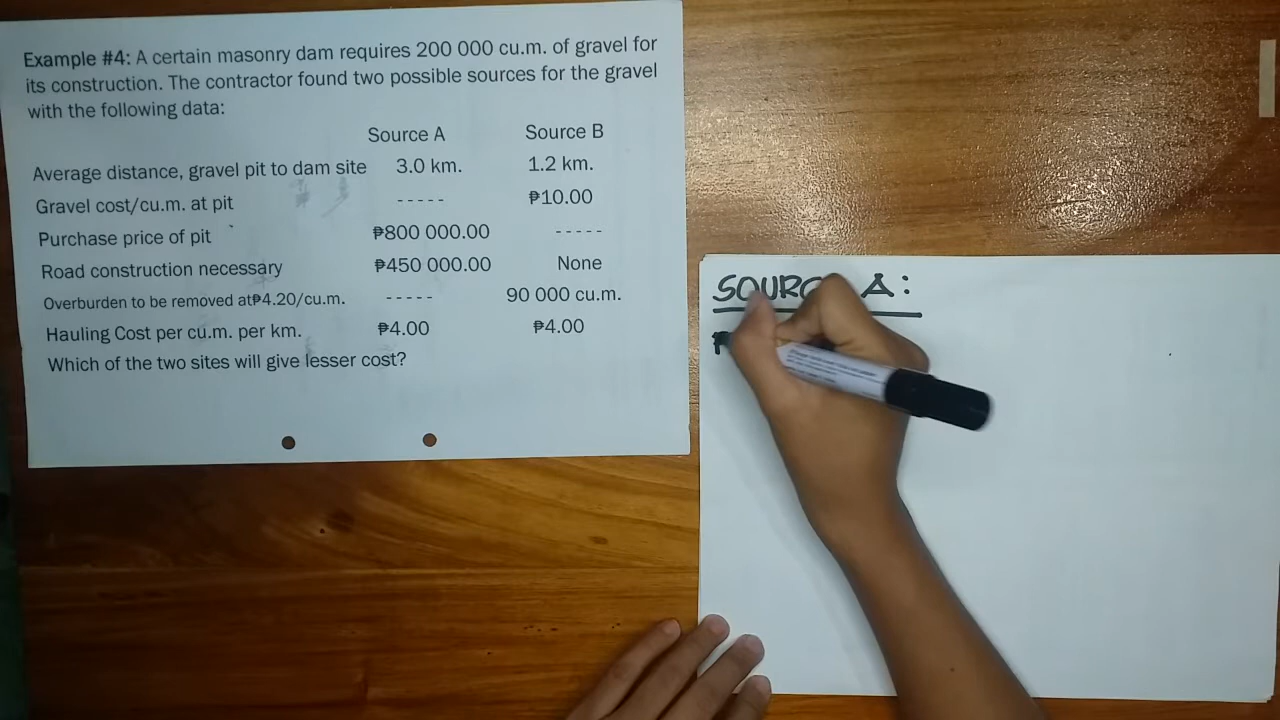 Example #4: A certain masonry dam requires 200 000 cu.m. of gravel for
its construction. The contractor found two possible sources for the gravel
with the following data:
Source A Source B
Average distance, gravel pit to dam site 3.0 km. 1.2 km.
Gravel cost/cu.m. at pit ----- ₱10.00
Purchase price of pit ₱800 000.00 -----
Road construction necessary ₱450 000.00 None
Overburden to be removed at₱4.20/cu.m. ----- 90 000 cu.m.
Hauling Cost per cu.m. per km. ₱4.00 ₱4.00
Which of the two sites will give lesser cost?
A: